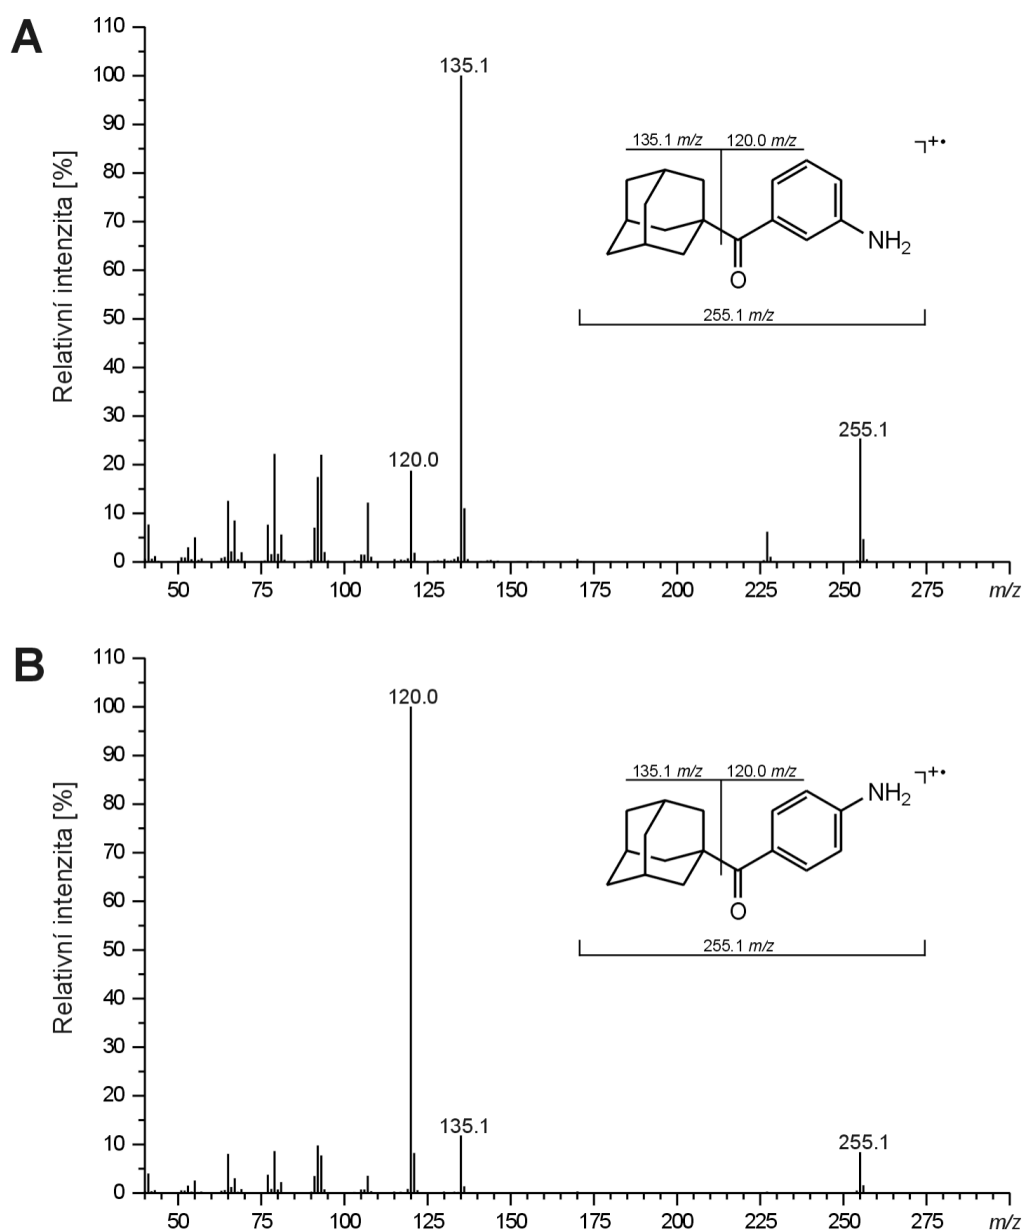 A
110
100
90
80
70
60
50
40
30
20
10
0
Relativní intenzita [%]
135.1
120.0
255.1
135.1 m/z 120.0 m/z
┐+•
NH2
O
255.1 m/z
50 75 100 125 150 175 200 225 250 275 m/z
B
110
100
90
80
70
60
50
40
30
20
10
0
Relativní intenzita [%]
120.0
135.1
255.1
135.1 m/z 120.0 m/z
┐+•
NH2
O
255.1 m/z
50 75 100 125 150 175 200 225 250 275 m/z